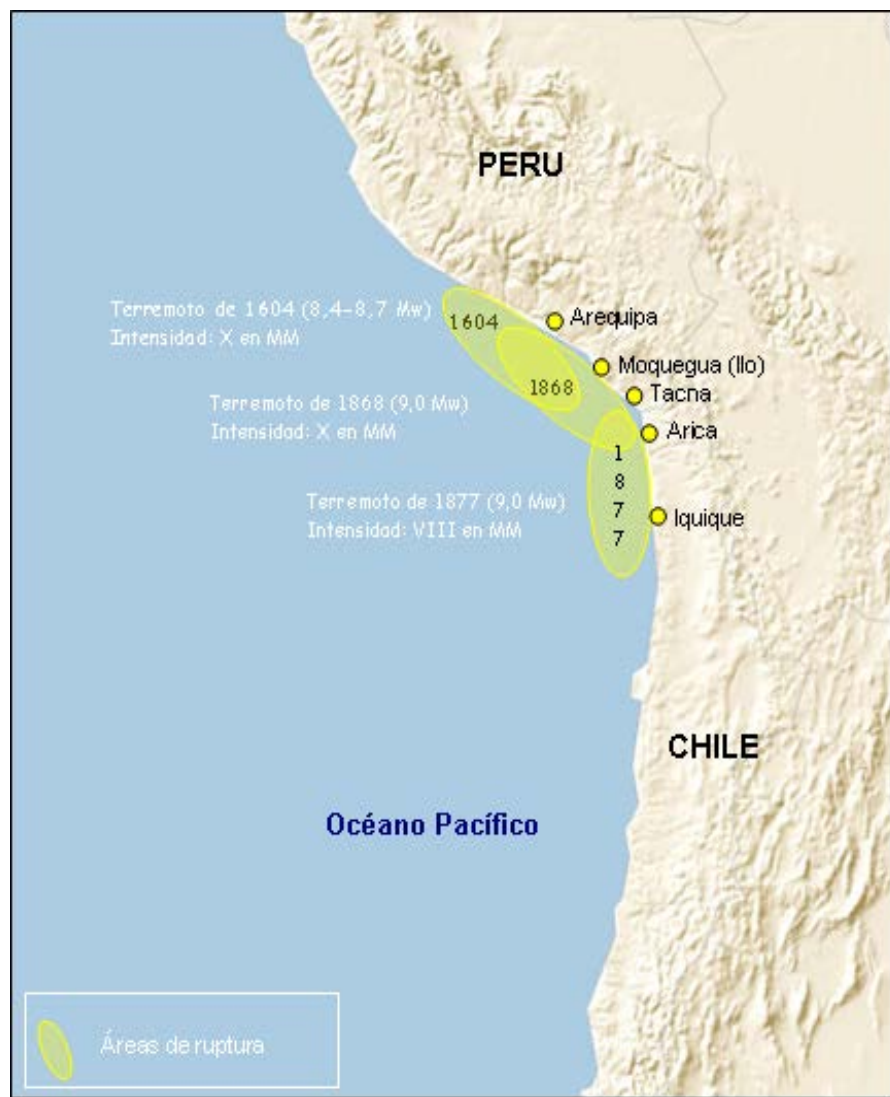 PERU
Terremoto de 1604 (8,4-8,7 Mw)
Intensidad: X en MM
1604
Arequipa
Moquegua (Ilo)
1868
Tacna
Terremoto de 1868 (9,0 Mw)
Intensidad: X en MM
Arica
1
8
7
7
Terremoto de 1877 (9,0 Mw)
Intensidad: VIII en MM
Iquique
CHILE
Océano Pacífico
Áreas de ruptura